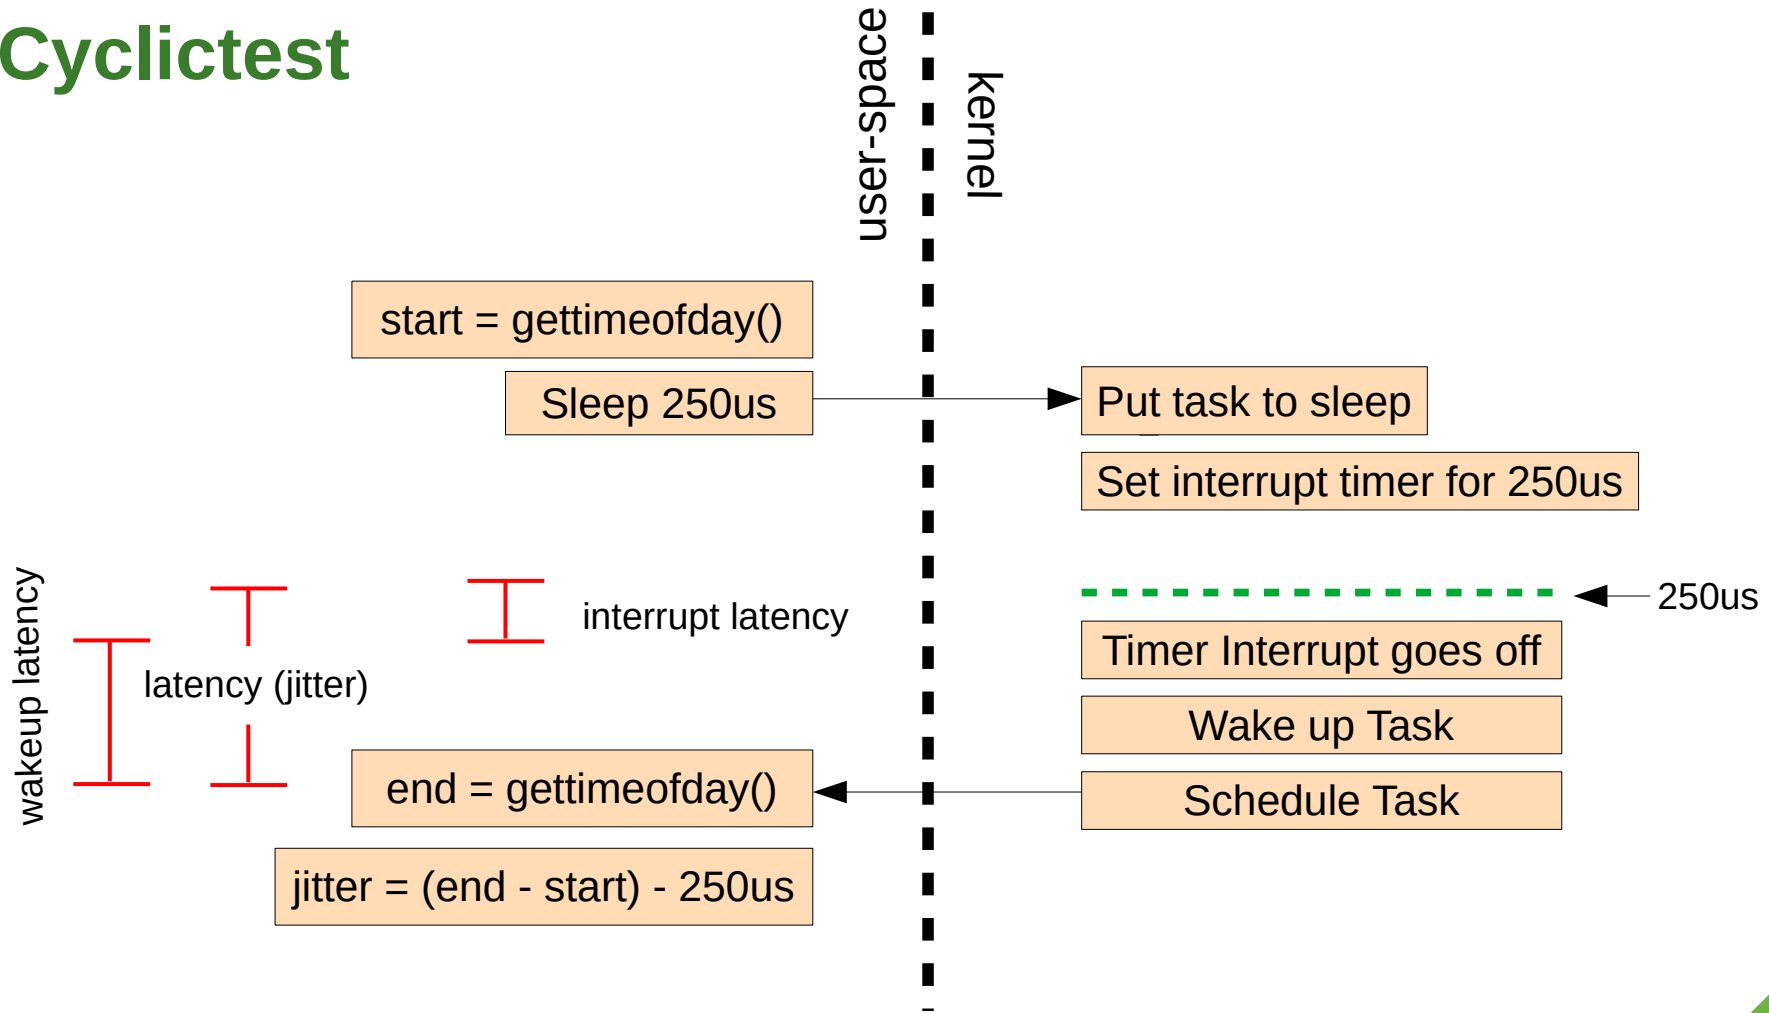 Cyclictest
user-space
kernel
start = gettimeofday()
Sleep 250us
Put task to sleep
Set interrupt timer for 250us
250us
interrupt latency
wakeup latency
latency (jitter)
Timer Interrupt goes off
Wake up Task
end = gettimeofday()
Schedule Task
jitter = (end - start) - 250us